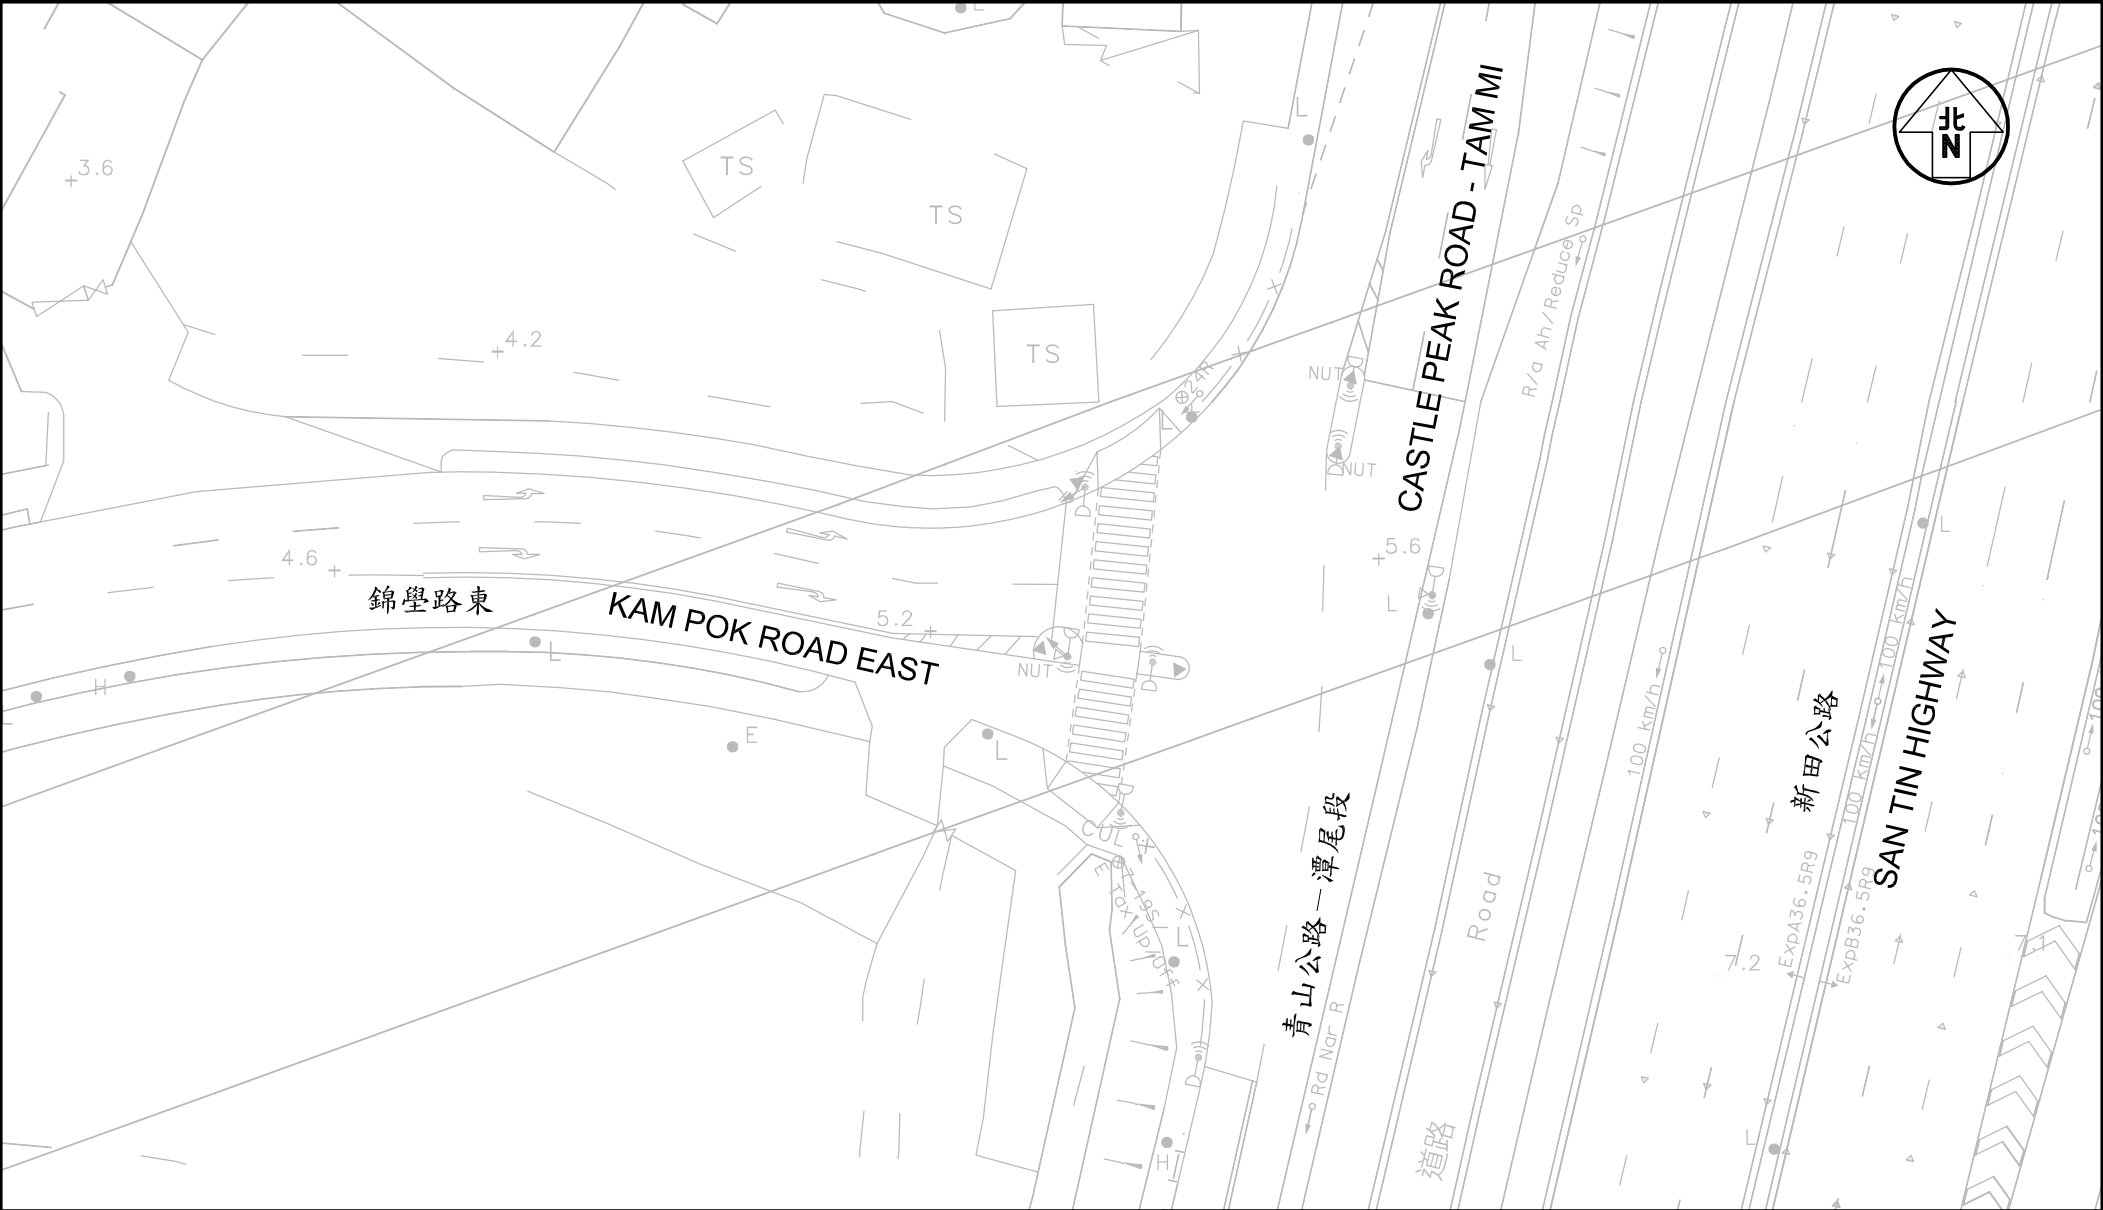 L
3.6
TS
TS
4.2
TS
L
24R
L
NUT
D
NUT
D
CASTLE PEAK ROAD - TAM MI
R/a Ah/Reduce Sp
北
N
4.6
錦壆路東
KAM POK ROAD EAST
5.2
NUT
D
D
D
5.6
D
L
L
L
100 km/h
100 km/h
100 km/h
新田公路
SAN TIN HIGHWAY
H
L
E
L
D
CUL
E Tax/Up/Off
L
D
H
青山公路－潭尾段
Rd Nar R
Road
道路
7.2
ExpA36.5R9
ExpB36.5R9
7.1
L